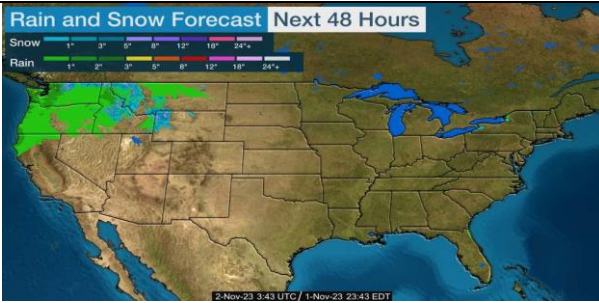 Rain and Snow Forecast Next 48 Hours
Snow 1" 3" 5" 8" 12" 18" 24"+
Rain 1" 2" 3" 5" 8" 12" 18" 24"+
2-Nov-23 3:43 UTC / 1-Nov-23 23:43 EDT